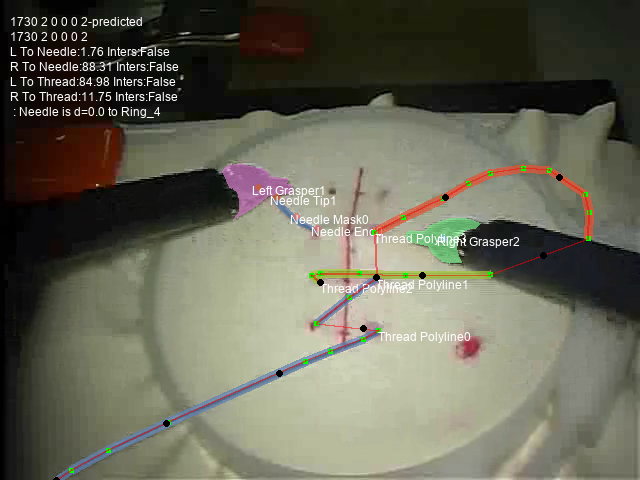 1730 2 0 0 0 2-predicted
1730 2 0 0 0 2
L To Needle:1.76 Inters:False
R To Needle:88.31 Inters:False
L To Thread:84.98 Inters:False
R To Thread:11.75 Inters:False
: Needle is d=0.0 to Ring_4
Left Grasper1
Needle Tip1
Needle Mask0
Needle End
Thread Polyline
Right Grasper2
Thread Polyline2
Thread Polyline1
Thread Polyline0